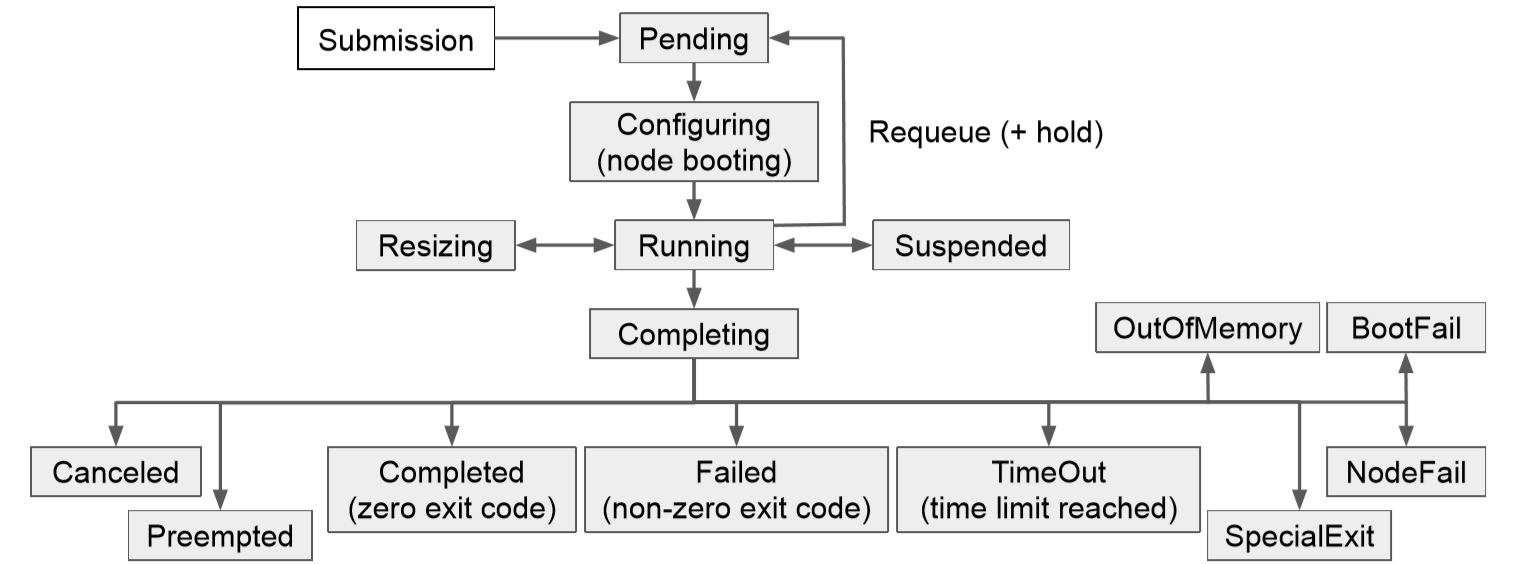 Submission
Pending
Configuring
(node booting)
Requeue (+ hold)
Resizing
Running
Suspended
Completing
OutOfMemory
BootFail
Canceled
Completed
(zero exit code)
Failed
(non-zero exit code)
TimeOut
(time limit reached)
NodeFail
Preempted
SpecialExit